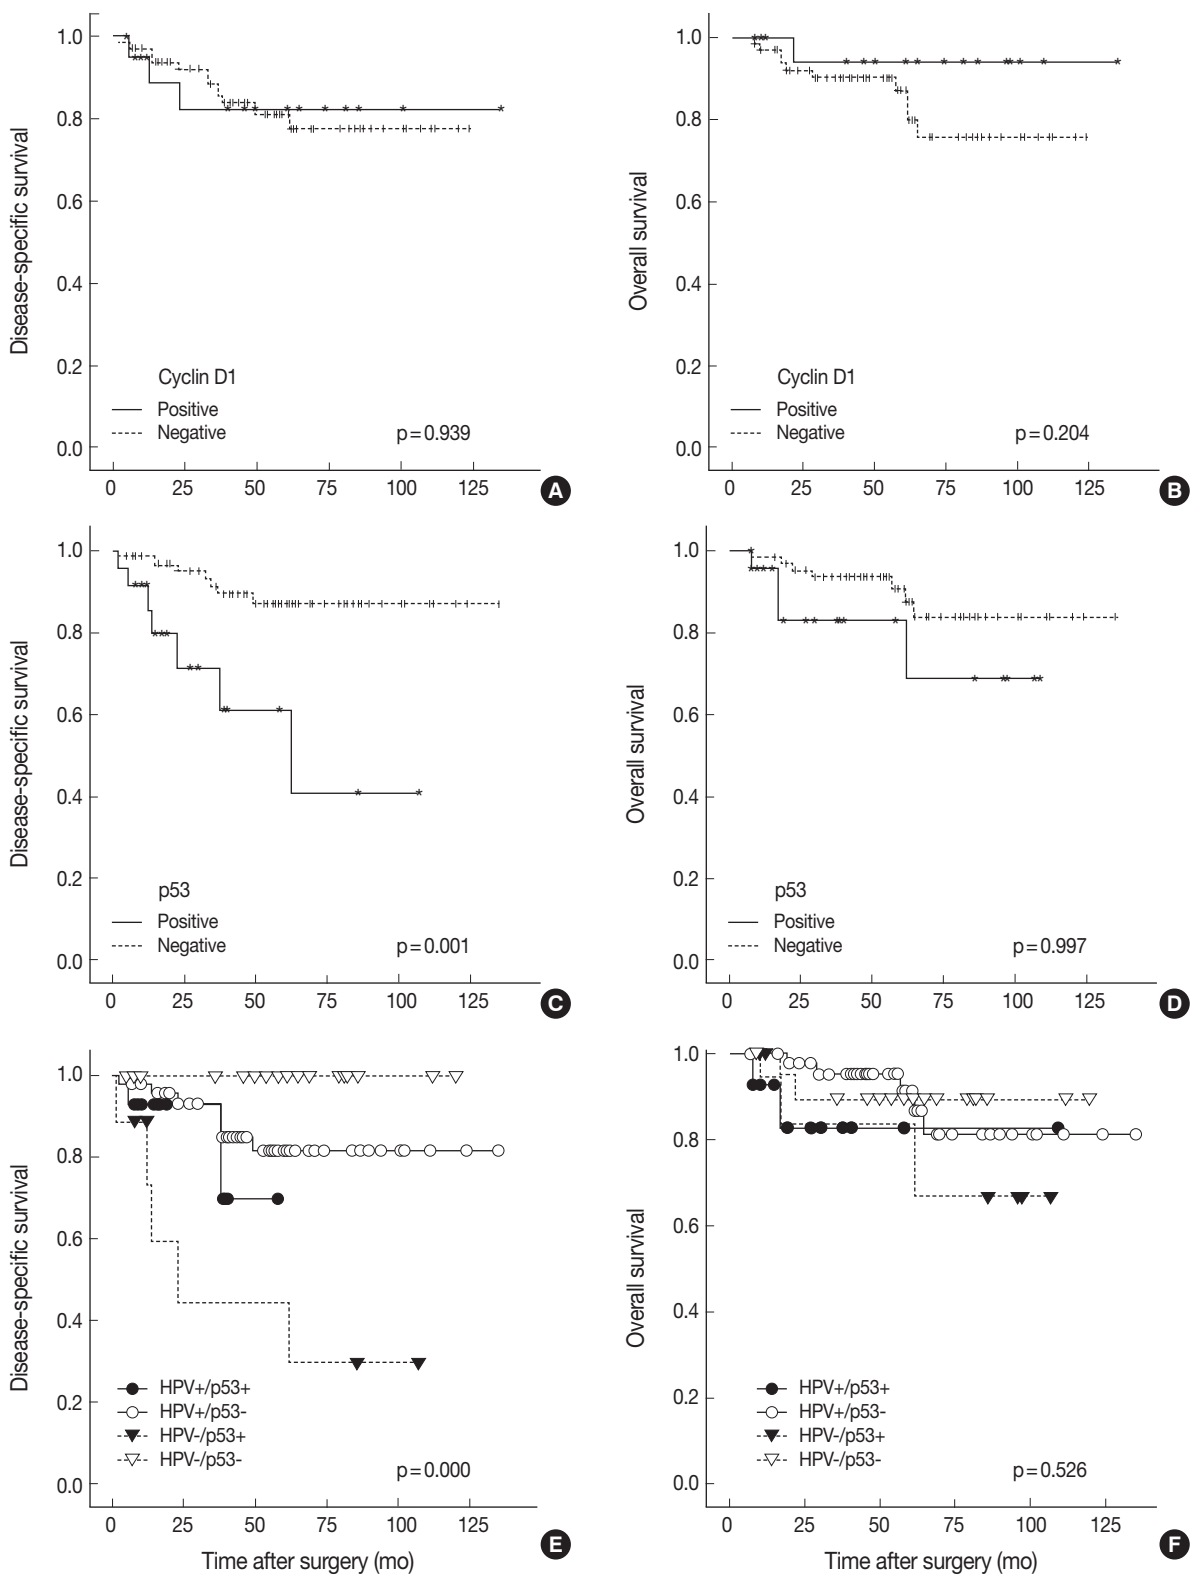 1.0
0.8
0.6
0.4
0.2
0.0
Disease-specific survival
Cyclin D1
Positive
Negative
p=0.939
0 25 50 75 100 125
A
1.0
0.8
0.6
0.4
0.2
0.0
Overall survival
Cyclin D1
Positive
Negative
p=0.204
0 25 50 75 100 125
B
1.0
0.8
0.6
0.4
0.2
0.0
Disease-specific survival
p53
Positive
Negative
p=0.001
0 25 50 75 100 125
C
1.0
0.8
0.6
0.4
0.2
0.0
Overall survival
p53
Positive
Negative
p=0.997
0 25 50 75 100 125
D
1.0
0.8
0.6
0.4
0.2
0.0
Disease-specific survival
HPV+/p53+
HPV+/p53-
HPV-/p53+
HPV-/p53-
p=0.000
0 25 50 75 100 125
Time after surgery (mo)
E
1.0
0.8
0.6
0.4
0.2
0.0
Overall survival
HPV+/p53+
HPV+/p53-
HPV-/p53+
HPV-/p53-
p=0.526
0 25 50 75 100 125
Time after surgery (mo)
F